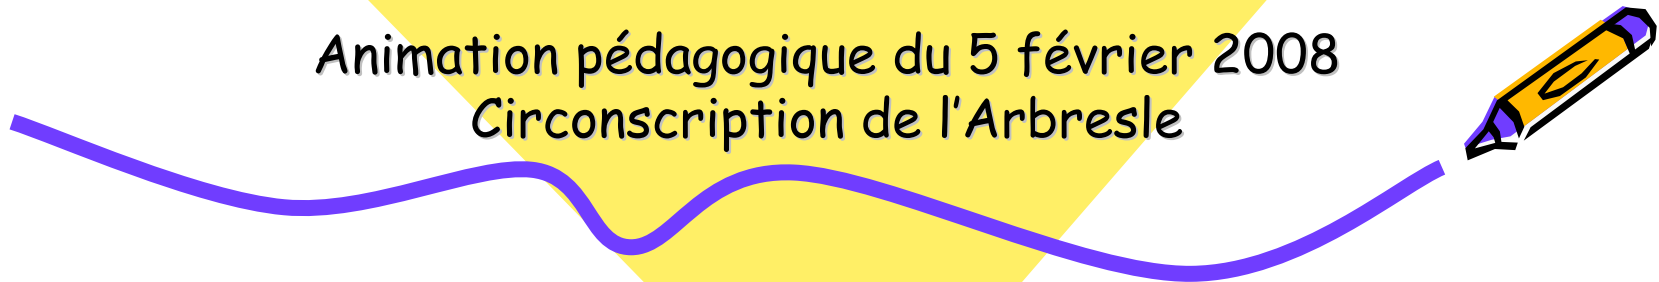 Animation pédagogique du 5 février 2008
Circonscription de l'Arbresle